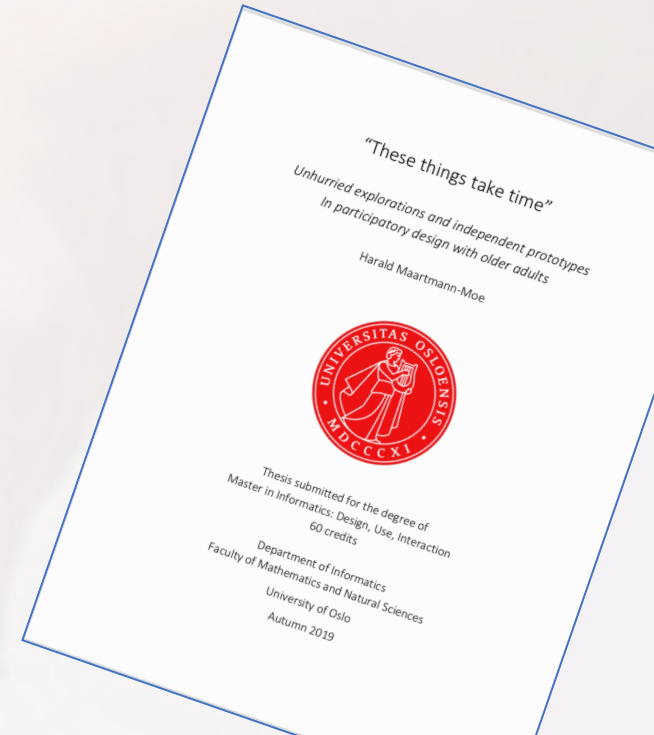 “These things take time”
Unhurried explorations and independent prototypes
In participatory design with older adults
Harald Maartmann-Moe
UNIVERSITAS OSLOENSIS
MDCCCXI
Thesis submitted for the degree of
Master in Informatics: Design, Use, Interaction
60 credits
Department of Informatics
Faculty of Mathematics and Natural Sciences
University of Oslo
Autumn 2019